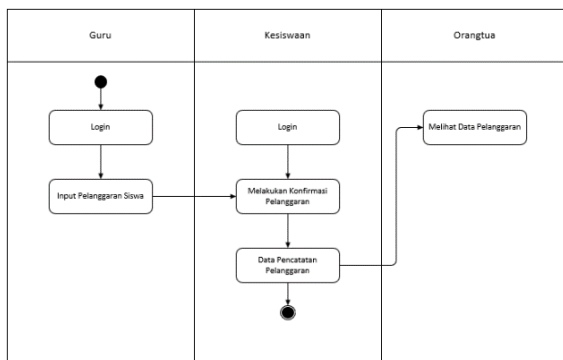 Guru
Kesiswaan
Orangtua
Login
Login
Melihat Data Pelanggaran
Input Pelanggaran Siswa
Melakukan Konfirmasi
Pelanggaran
Data Pencatatan
Pelanggaran